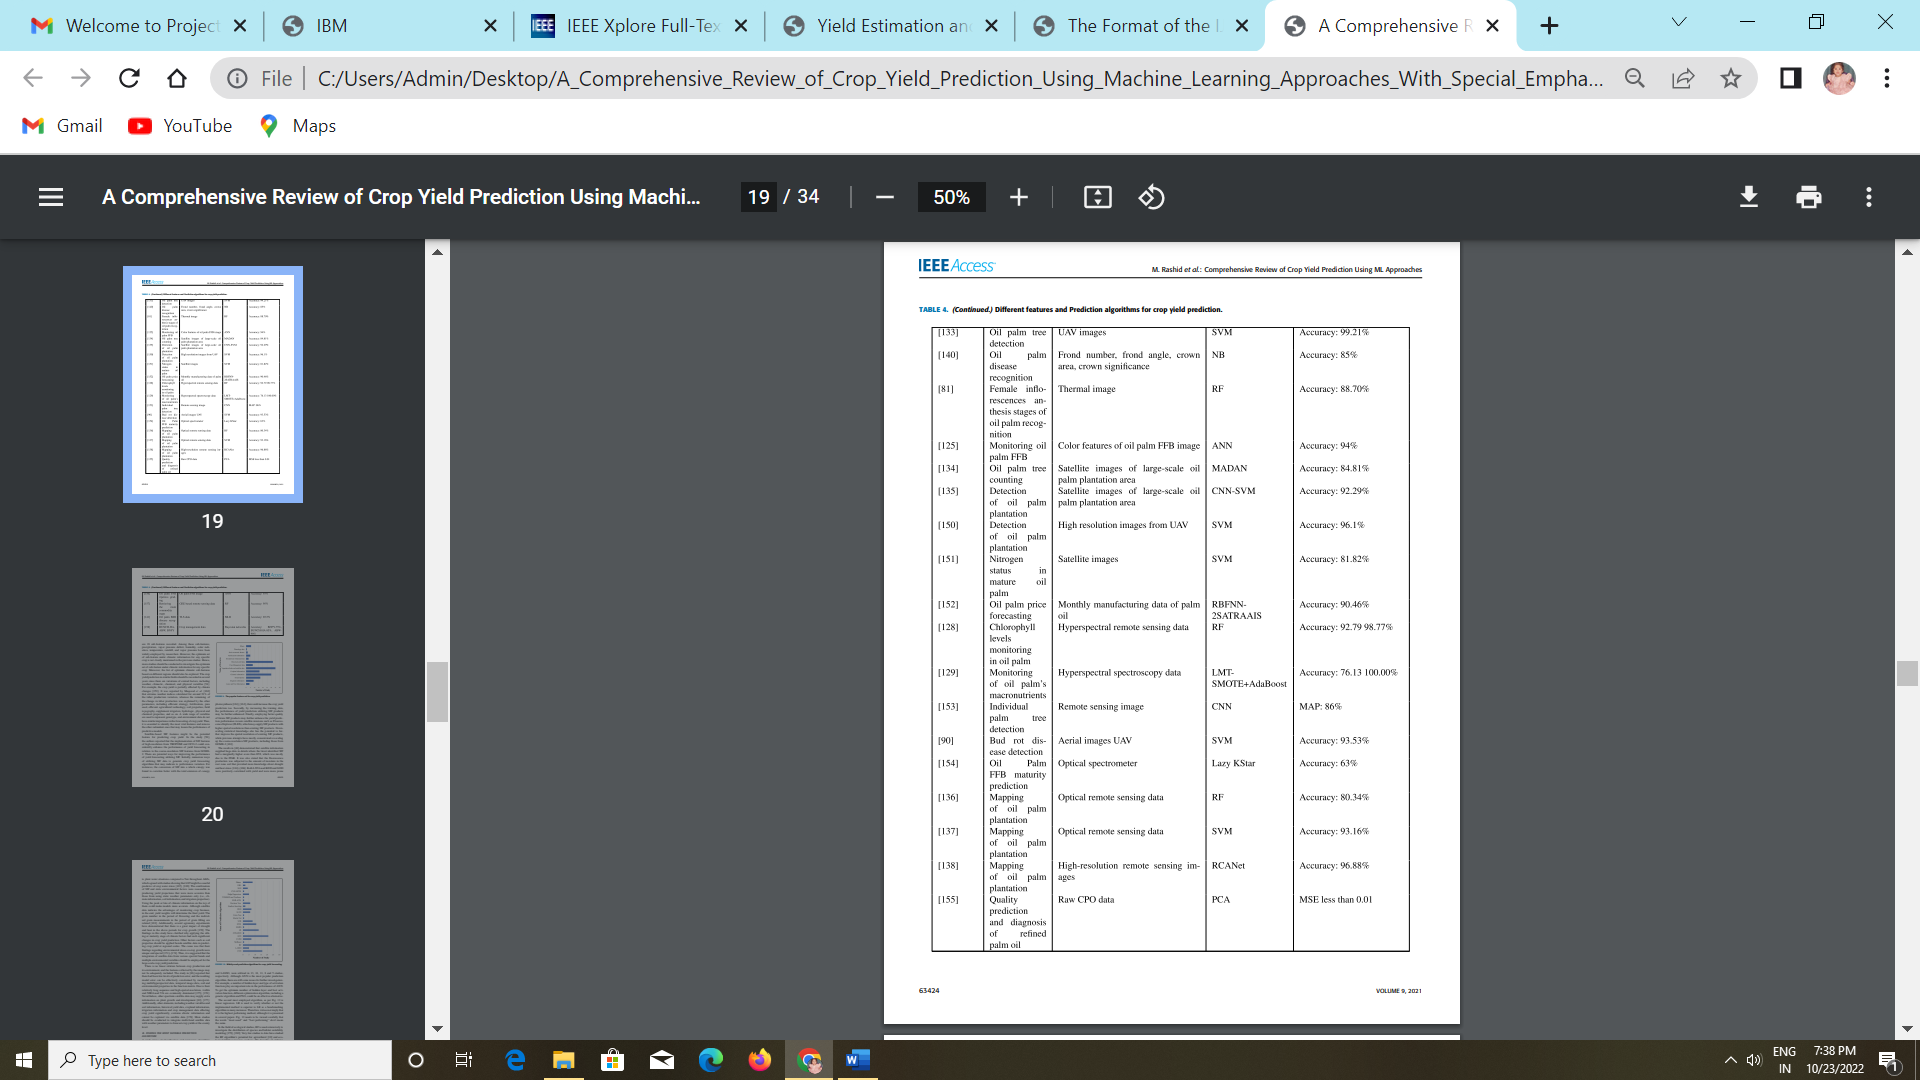 Welcome to Project
IBM
IEEE Xplore Full-Tex
Yield Estimation an
The Format of the I
A Comprehensive R
File
C:/Users/Admin/Desktop/A_Comprehensive_Review_of_Crop_Yield_Prediction_Using_Machine_Learning_Approaches_With_Special_Empha...
Gmail
YouTube
Maps
A Comprehensive Review of Crop Yield Prediction Using Machi...
19 / 34
50%
19
20
IEEE Access
M. Rashid et al.: Comprehensive Review of Crop Yield Prediction Using ML Approaches
TABLE 4. (Continued.) Different features and Prediction algorithms for crop yield prediction.
[133] Oil palm tree UAV images SVM Accuracy: 99.21%
detection
[140] Oil palm Frond number, frond angle, crown NB Accuracy: 85%
disease area, crown significance
recognition
[81] Female inflo- Thermal image RF Accuracy: 88.70%
rescences an-
thesis stages of
oil palm recog-
nition
[125] Monitoring oil Color features of oil palm FFB image ANN Accuracy: 94%
palm FFB
[134] Oil palm tree Satellite images of large-scale oil MADAN Accuracy: 84.81%
counting palm plantation area
[135] Detection Satellite images of large-scale oil CNN-SVM Accuracy: 92.29%
of oil palm palm plantation area
plantation
[150] Detection High resolution images from UAV SVM Accuracy: 96.1%
of oil palm
plantation
[151] Nitrogen Satellite images SVM Accuracy: 81.82%
status in
mature oil
palm
[152] Oil palm price Monthly manufacturing data of palm RBFNN- Accuracy: 90.46%
forecasting oil 2SATRAAIS
[128] Chlorophyll Hyperspectral remote sensing data RF Accuracy: 92.79 98.77%
levels
monitoring
in oil palm
[129] Monitoring Hyperspectral spectroscopy data LMT- Accuracy: 76.13 100.00%
of oil palm's SMOTE+AdaBoost
macronutrients
[153] Individual Remote sensing image CNN MAP: 86%
palm tree
detection
[90] Bud rot dis- Aerial images UAV SVM Accuracy: 93.53%
ease detection
[154] Oil Palm Optical spectrometer Lazy KStar Accuracy: 63%
FFB maturity
prediction
[136] Mapping Optical remote sensing data RF Accuracy: 80.34%
of oil palm
plantation
[137] Mapping Optical remote sensing data SVM Accuracy: 93.16%
of oil palm
plantation
[138] Mapping High-resolution remote sensing im- RCANet Accuracy: 96.88%
of oil palm ages
plantation
[155] Quality Raw CPO data PCA MSE less than 0.01
prediction
and diagnosis
of refined
palm oil
63424
VOLUME 9, 2021
Type here to search
ENG
IN
7:38 PM
10/23/2022
1